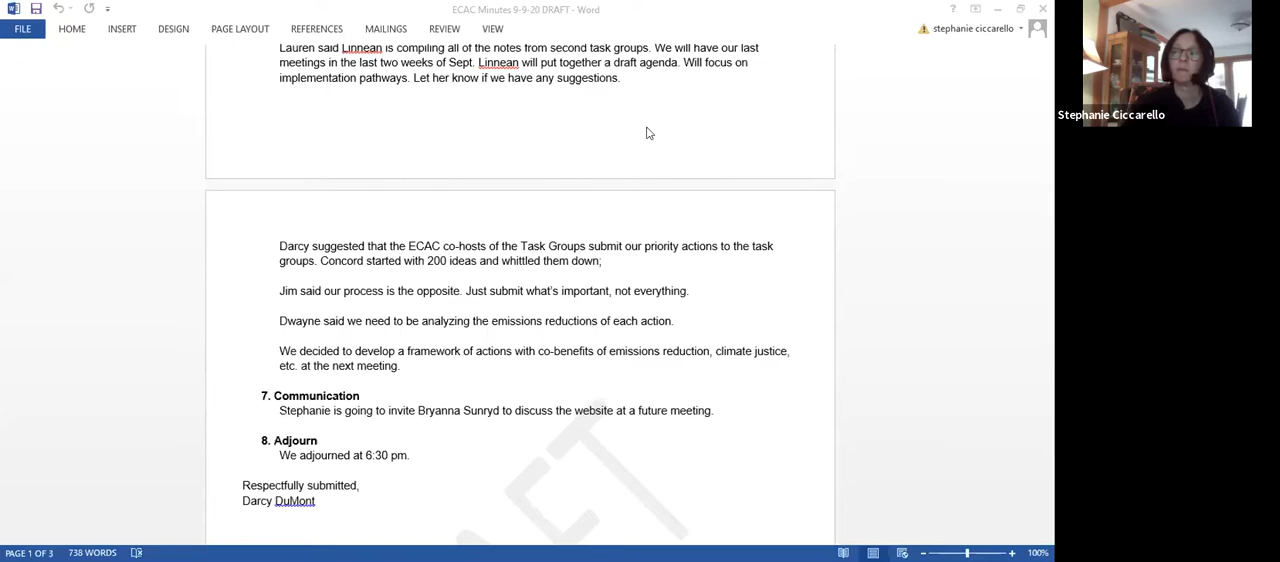 ECAC Minutes 9-9-20 DRAFT - Word
FILE HOME INSERT DESIGN PAGE LAYOUT REFERENCES MAILINGS REVIEW VIEW stephanie ciccarello
Lauren said Linnean is compiling all of the notes from second task groups. We will have our last
meetings in the last two weeks of Sept. Linnean will put together a draft agenda. Will focus on
implementation pathways. Let her know if we have any suggestions.
Stephanie Ciccarello
Darcy suggested that the ECAC co-hosts of the Task Groups submit our priority actions to the task
groups. Concord started with 200 ideas and whittled them down;
Jim said our process is the opposite. Just submit what's important, not everything.
Dwayne said we need to be analyzing the emissions reductions of each action.
We decided to develop a framework of actions with co-benefits of emissions reduction, climate justice,
etc. at the next meeting.
7. Communication
Stephanie is going to invite Bryanna Sunryd to discuss the website at a future meeting.
8. Adjourn
We adjourned at 6:30 pm.
Respectfully submitted,
Darcy DuMont
PAGE 1 OF 3 738 WORDS 100%